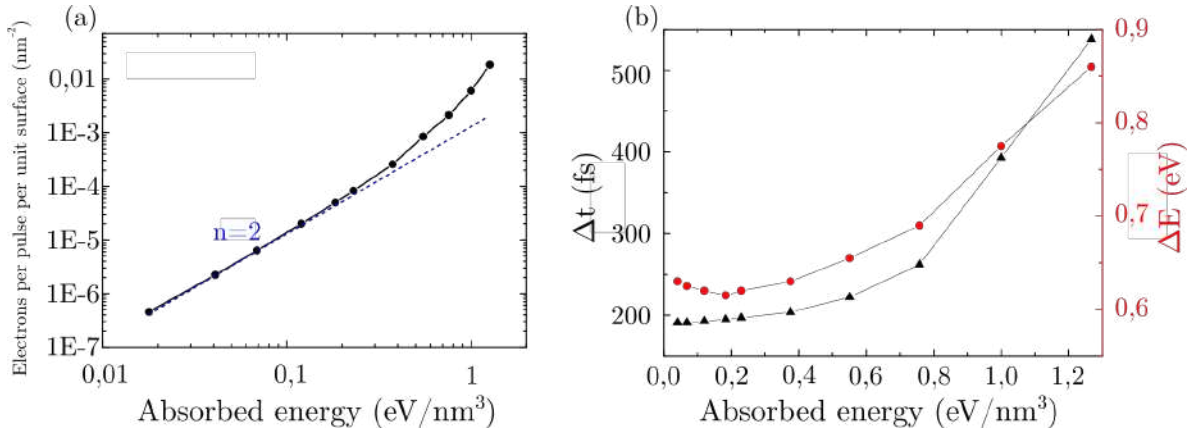 (a)
Electrons per pulse per unit surface (nm⁻²)
0,01
1E-3
1E-4
1E-5
1E-6
1E-7
n=2
0,01 0,1 1
Absorbed energy (eV/nm³)
(b)
Δt (fs)
500
400
300
200
0,9
0,8
0,7
0,6
ΔE (eV)
0,0 0,2 0,4 0,6 0,8 1,0 1,2
Absorbed energy (eV/nm³)